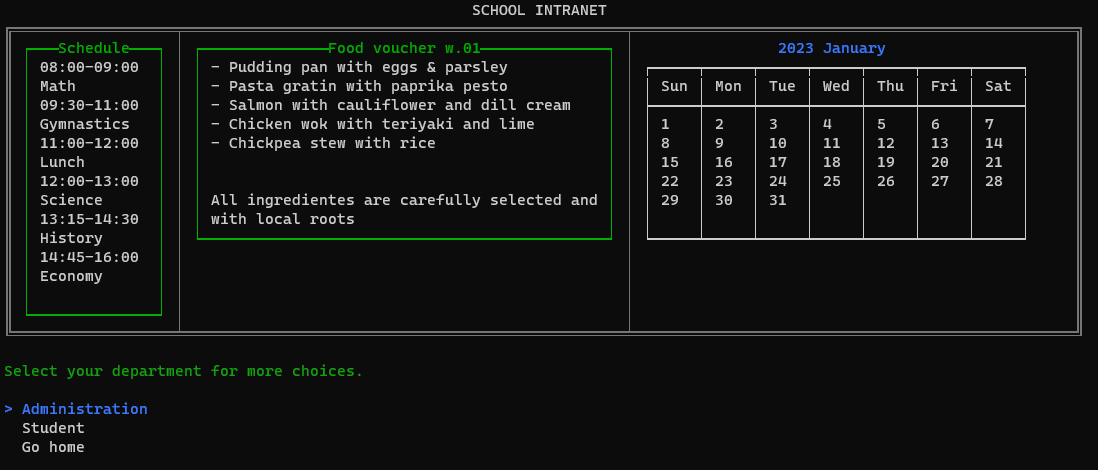 SCHOOL INTRANET
Schedule
08:00-09:00
Math
09:30-11:00
Gymnastics
11:00-12:00
Lunch
12:00-13:00
Science
13:15-14:30
History
14:45-16:00
Economy
Food voucher w.01
- Pudding pan with eggs & parsley
- Pasta gratin with paprika pesto
- Salmon with cauliflower and dill cream
- Chicken wok with teriyaki and lime
- Chickpea stew with rice
All ingredientes are carefully selected and
with local roots
2023 January
Sun Mon Tue Wed Thu Fri Sat
1 2 3 4 5 6 7
8 9 10 11 12 13 14
15 16 17 18 19 20 21
22 23 24 25 26 27 28
29 30 31
Select your department for more choices.
> Administration
Student
Go home